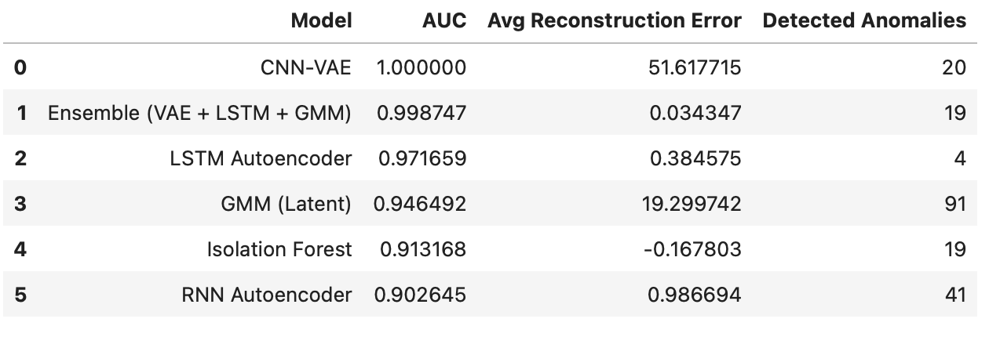 Model AUC Avg Reconstruction Error Detected Anomalies
0 CNN-VAE 1.000000 51.617715 20
1 Ensemble (VAE + LSTM + GMM) 0.998747 0.034347 19
2 LSTM Autoencoder 0.971659 0.384575 4
3 GMM (Latent) 0.946492 19.299742 91
4 Isolation Forest 0.913168 -0.167803 19
5 RNN Autoencoder 0.902645 0.986694 41